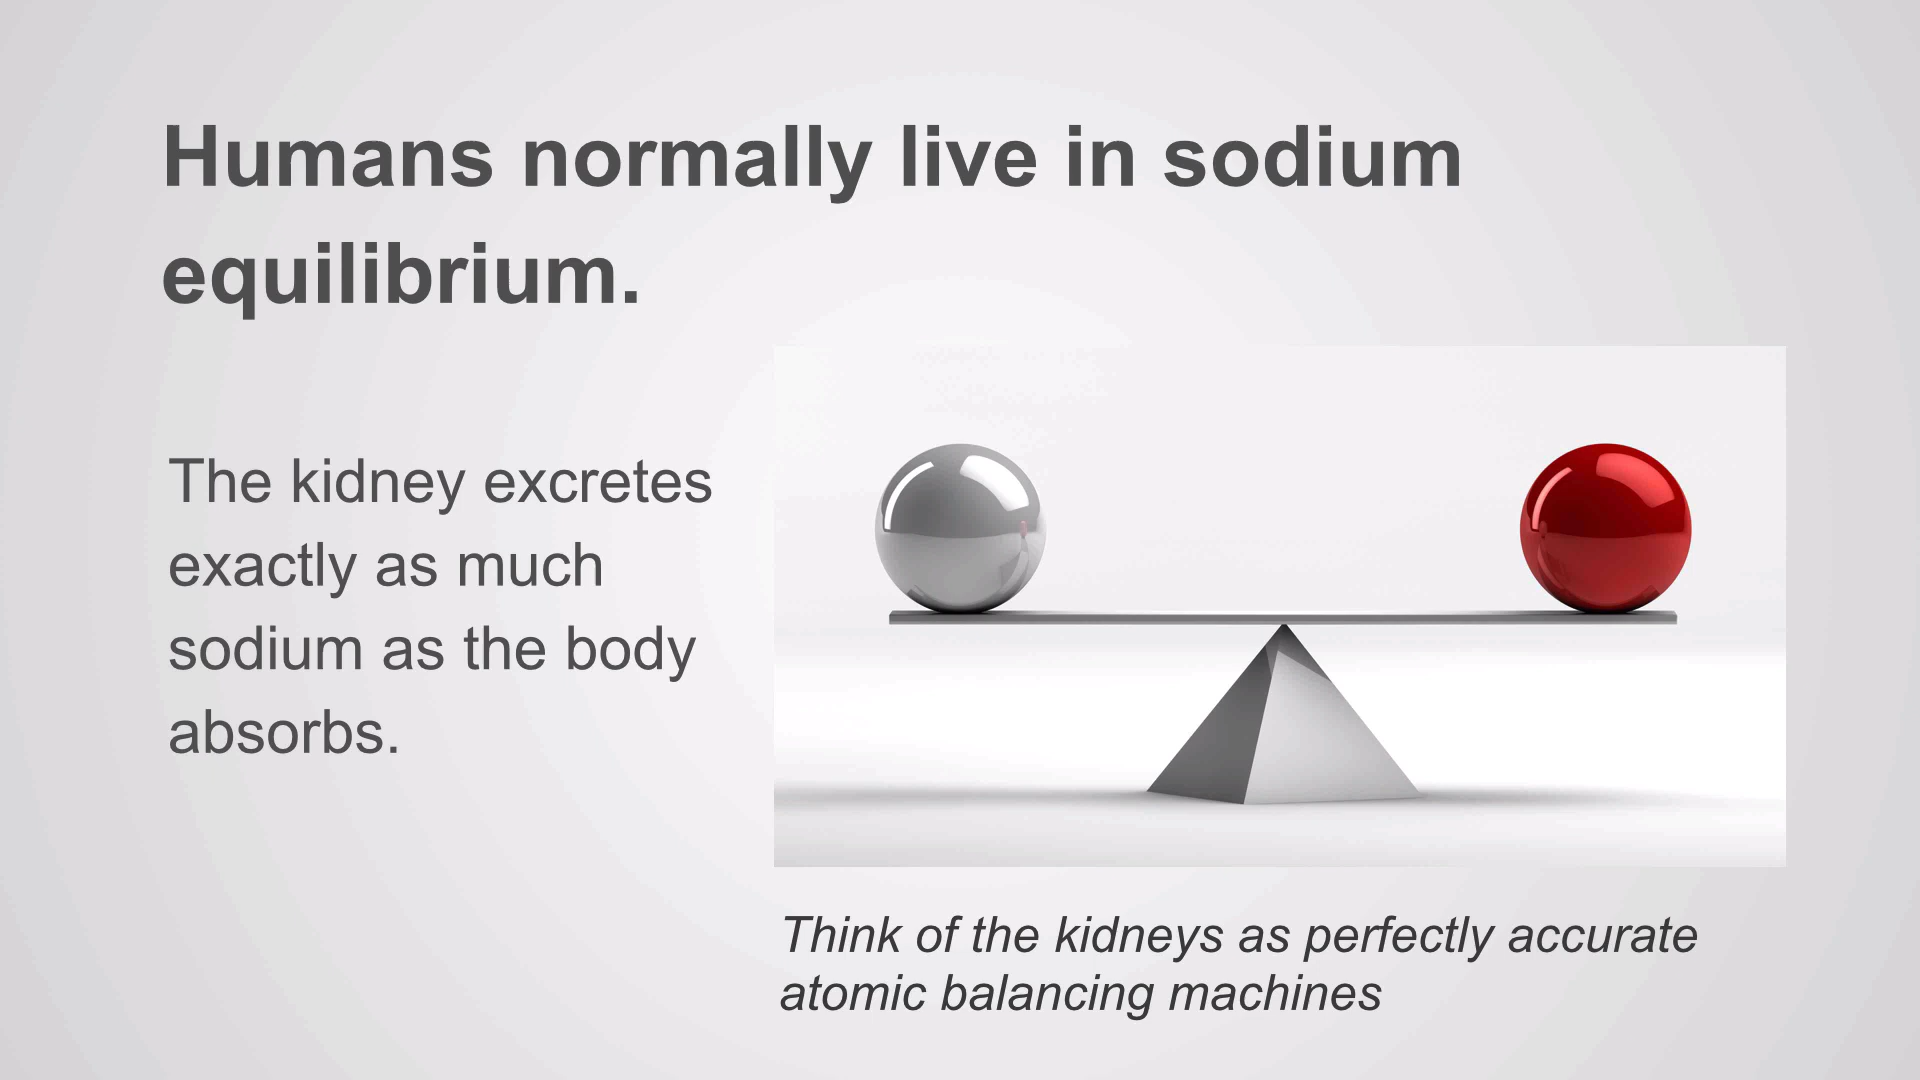 Humans normally live in sodium
equilibrium.
The kidney excretes
exactly as much
sodium as the body
absorbs.
Think of the kidneys as perfectly accurate
atomic balancing machines